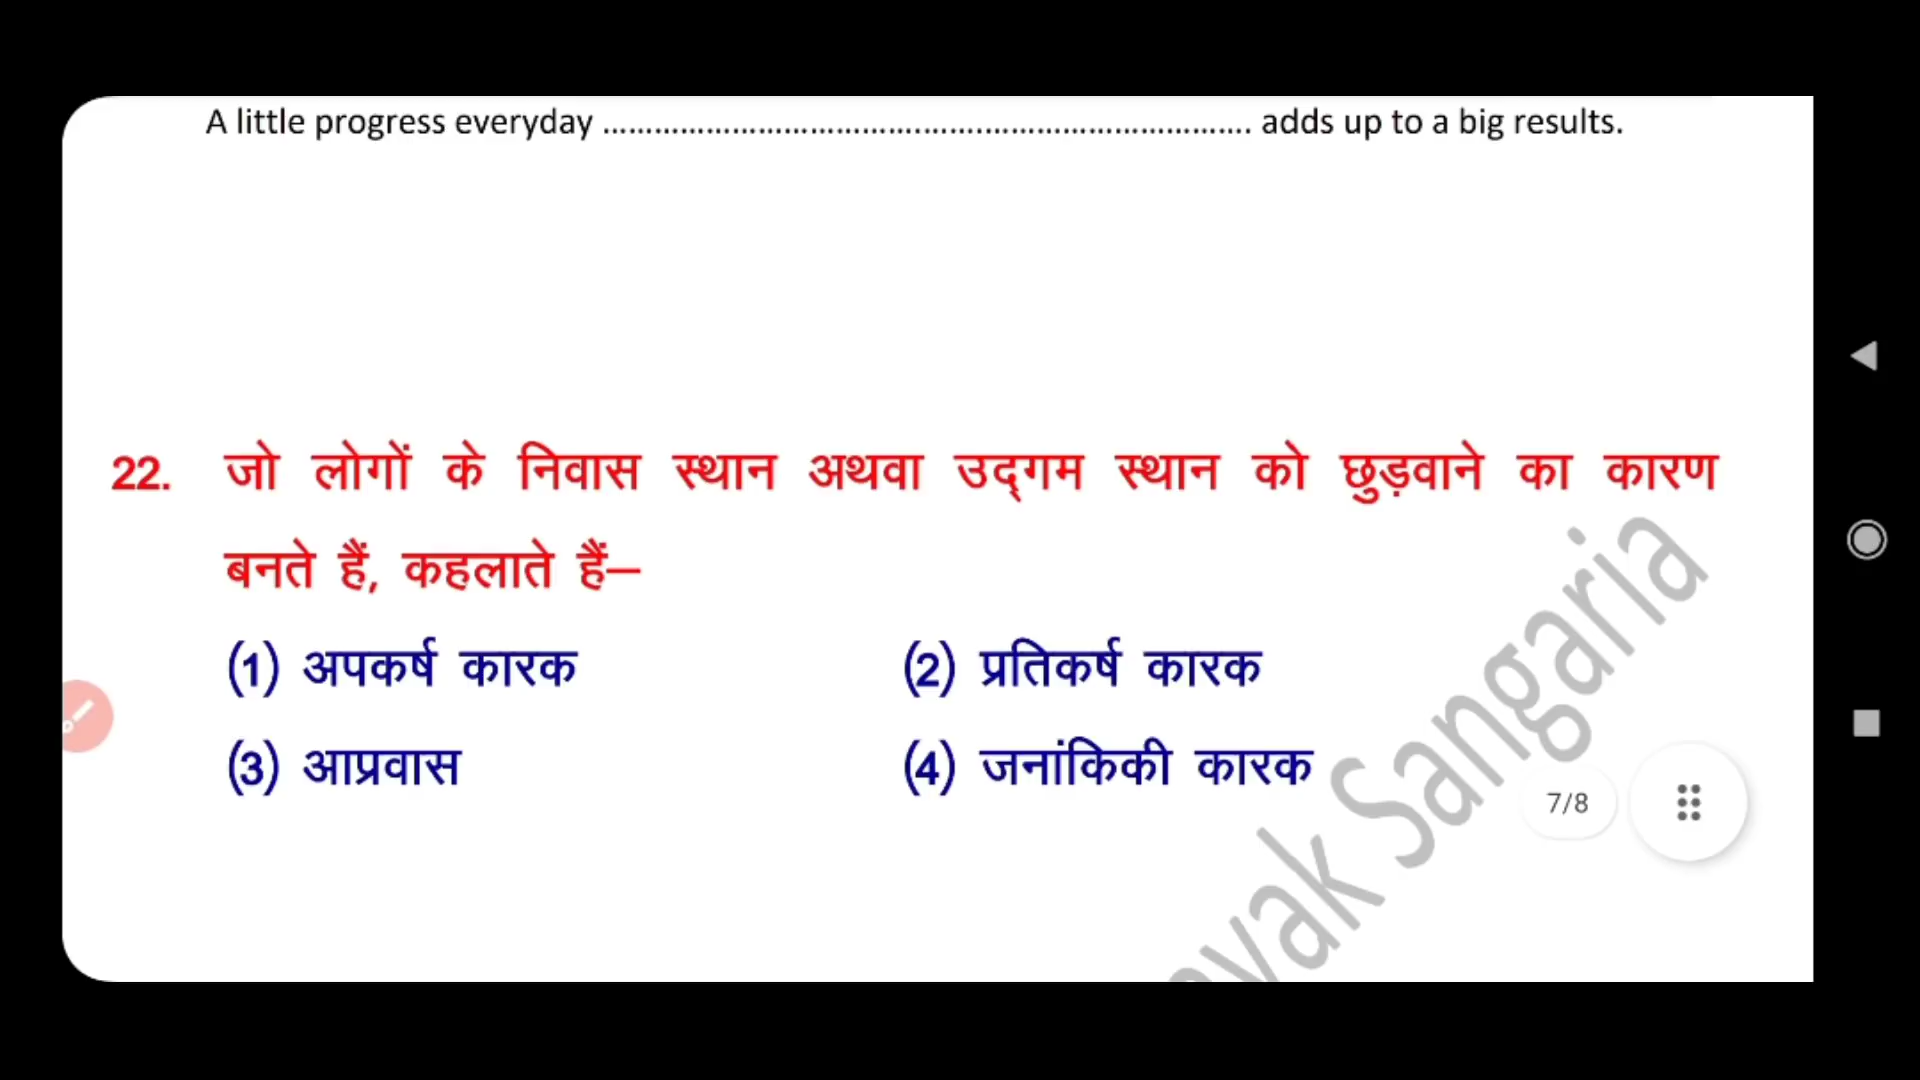 A little progress everyday ................................................................ adds up to a big results.
22. जो लोगों के निवास स्थान अथवा उद्गम स्थान को छुड़वाने का कारण
बनते हैं, कहलाते हैं–
(1) अपकर्ष कारक (2) प्रतिकर्ष कारक
(3) आप्रवास (4) जनांकिकी कारक
7/8
Sangaria